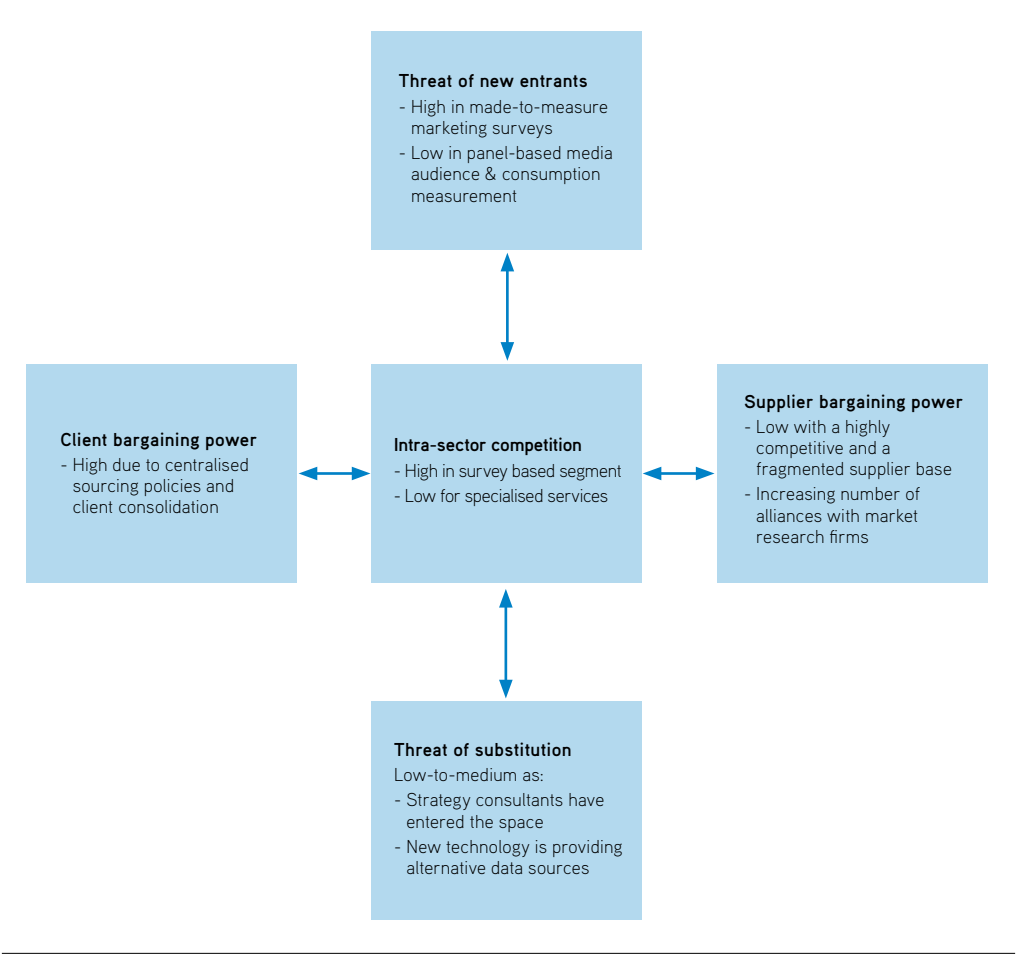 Threat of new entrants
- High in made-to-measure
marketing surveys
- Low in panel-based media
audience & consumption
measurement
Client bargaining power
- High due to centralised
sourcing policies and
client consolidation
Intra-sector competition
- High in survey based segment
- Low for specialised services
Supplier bargaining power
- Low with a highly
competitive and a
fragmented supplier base
- Increasing number of
alliances with market
research firms
Threat of substitution
Low-to-medium as:
- Strategy consultants have
entered the space
- New technology is providing
alternative data sources